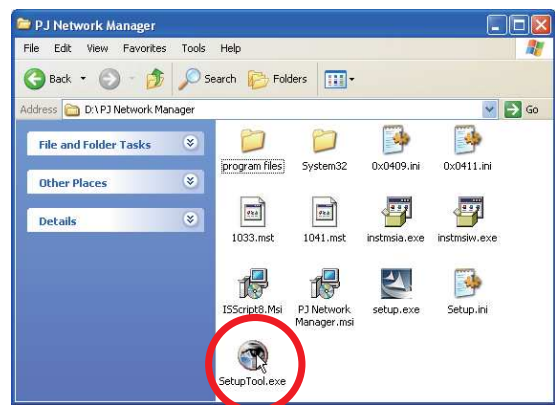 PJ Network Manager
File Edit View Favorites Tools Help
Back Search Folders
Address D:\PJ Network Manager Go
File and Folder Tasks
Other Places
Details
program files System32 0x0409.ini 0x0411.ini
1033.mst 1041.mst instmsia.exe instmsiw.exe
ISScript8.Msi PJ Network Manager.msi setup.exe Setup.ini
SetupTool.exe